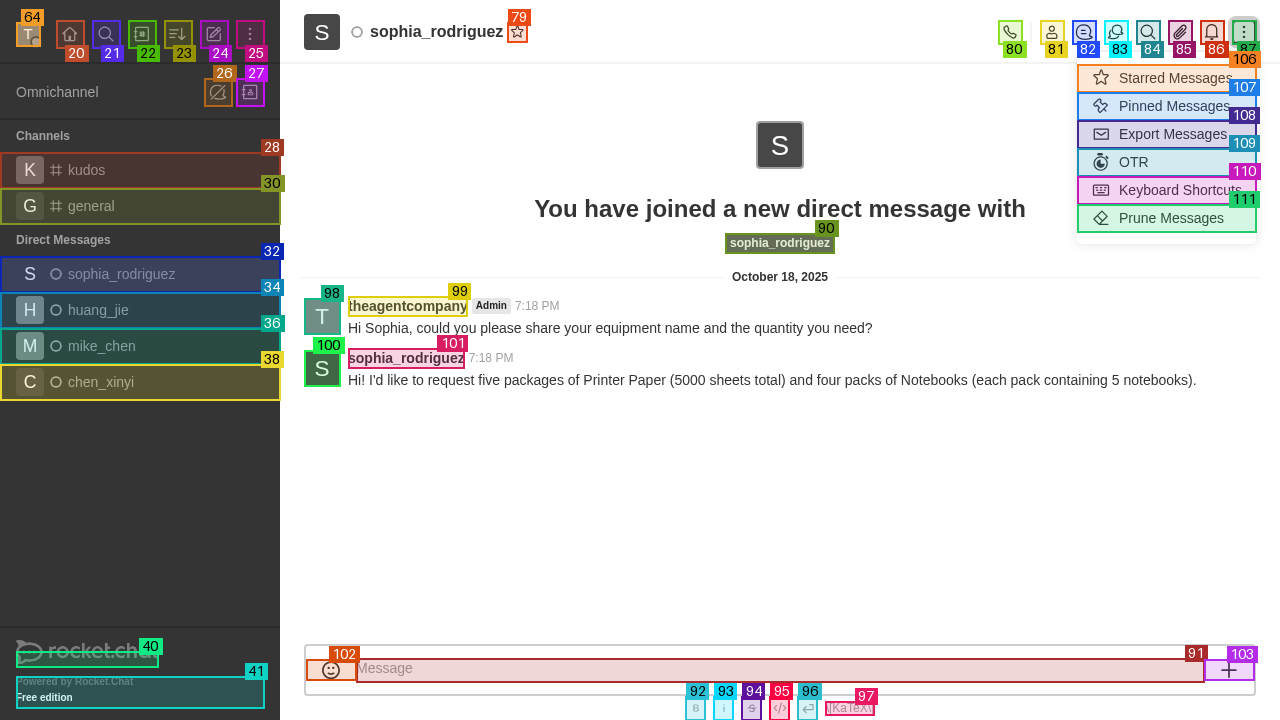 64
T
20
21
22
23
24
25
S
sophia_rodriguez
79
80
81
82
83
84
85
86
87
Omnichannel
26
27
Channels
K kudos
28
G general
30
Direct Messages
S sophia_rodriguez
32
H huang_jie
34
M mike_chen
36
C chen_xinyi
38
rocket.chat
40
41
Powered by Rocket.Chat
Free edition
106
Starred Messages
107
Pinned Messages
108
Export Messages
109
OTR
110
Keyboard Shortcuts
111
Prune Messages
S
You have joined a new direct message with
90
sophia_rodriguez
October 18, 2025
98
99
T
theagentcompany Admin 7:18 PM
Hi Sophia, could you please share your equipment name and the quantity you need?
100
101
S
sophia_rodriguez 7:18 PM
Hi! I'd like to request five packages of Printer Paper (5000 sheets total) and four packs of Notebooks (each pack containing 5 notebooks).
102
91
103
Message
92
93
94
95
96
97
B
i
S
</>
\[KaTeX\]